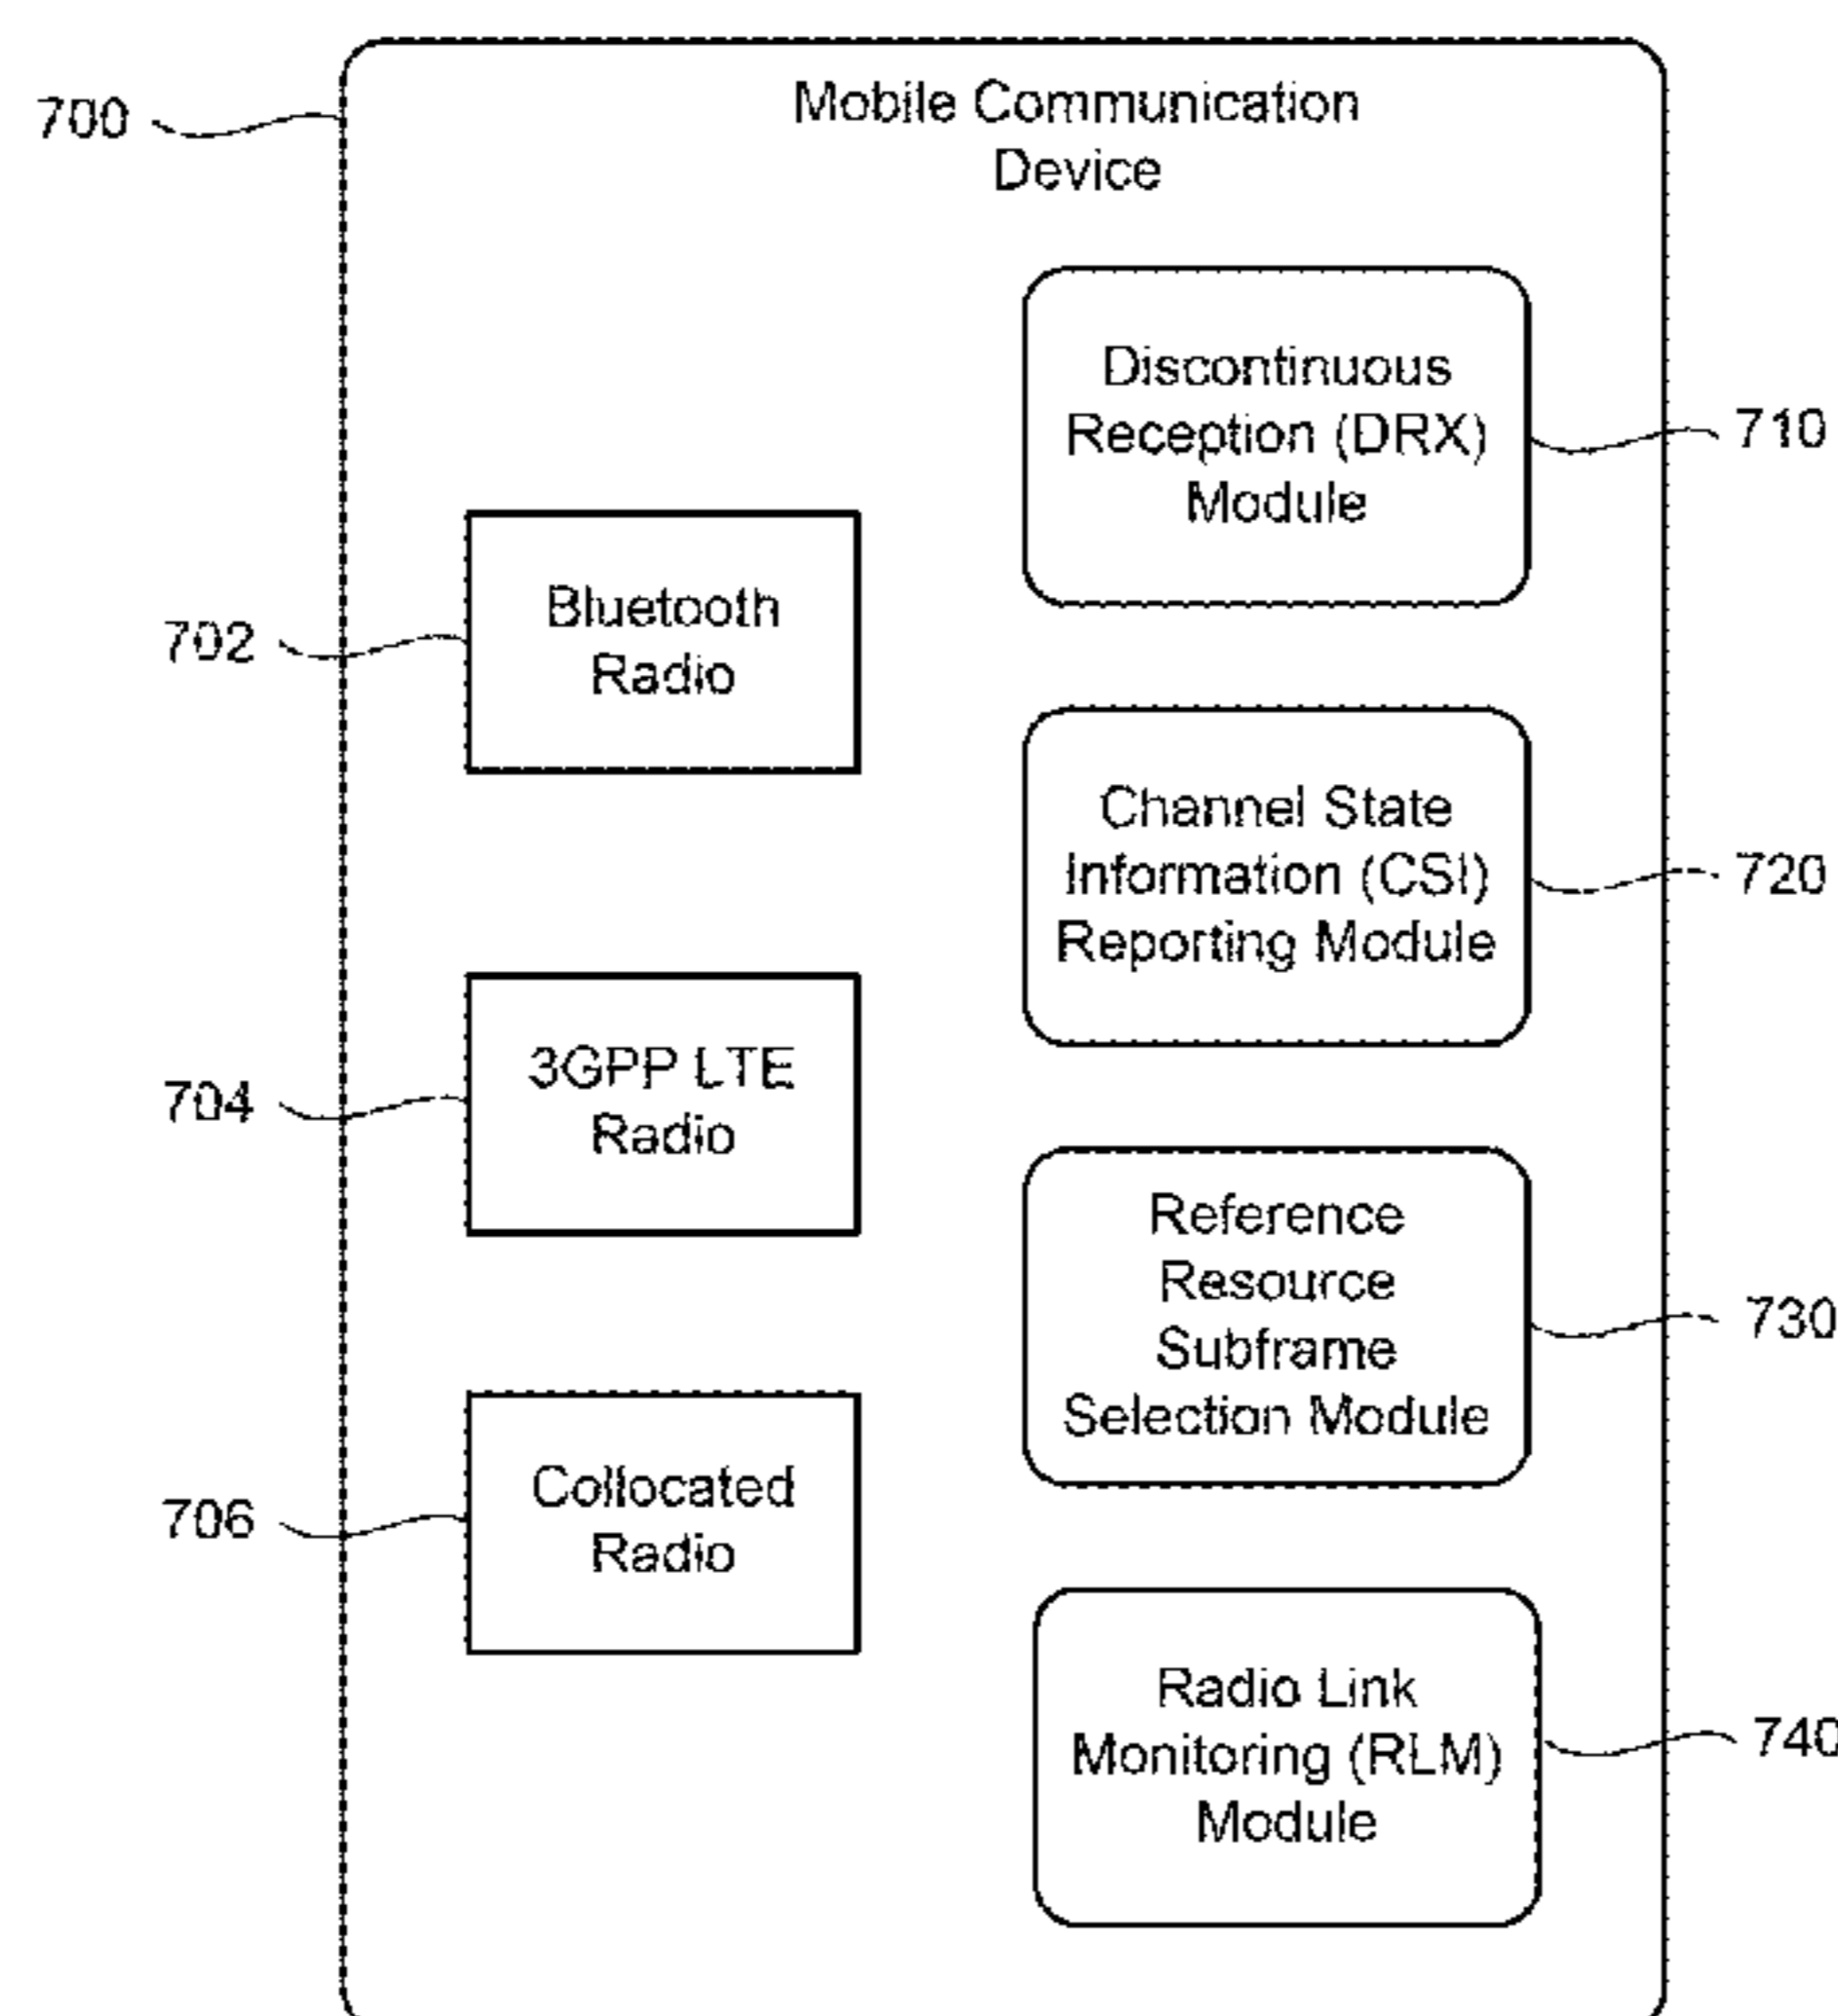 700
Mobile Communication
Device
Discontinuous
Reception (DRX)
Module
710
Bluetooth
Radio
702
Channel State
Information (CSI)
Reporting Module
720
3GPP LTE
Radio
704
Reference
Resource
Subframe
Selection Module
730
Collocated
Radio
706
Radio Link
Monitoring (RLM)
Module
740